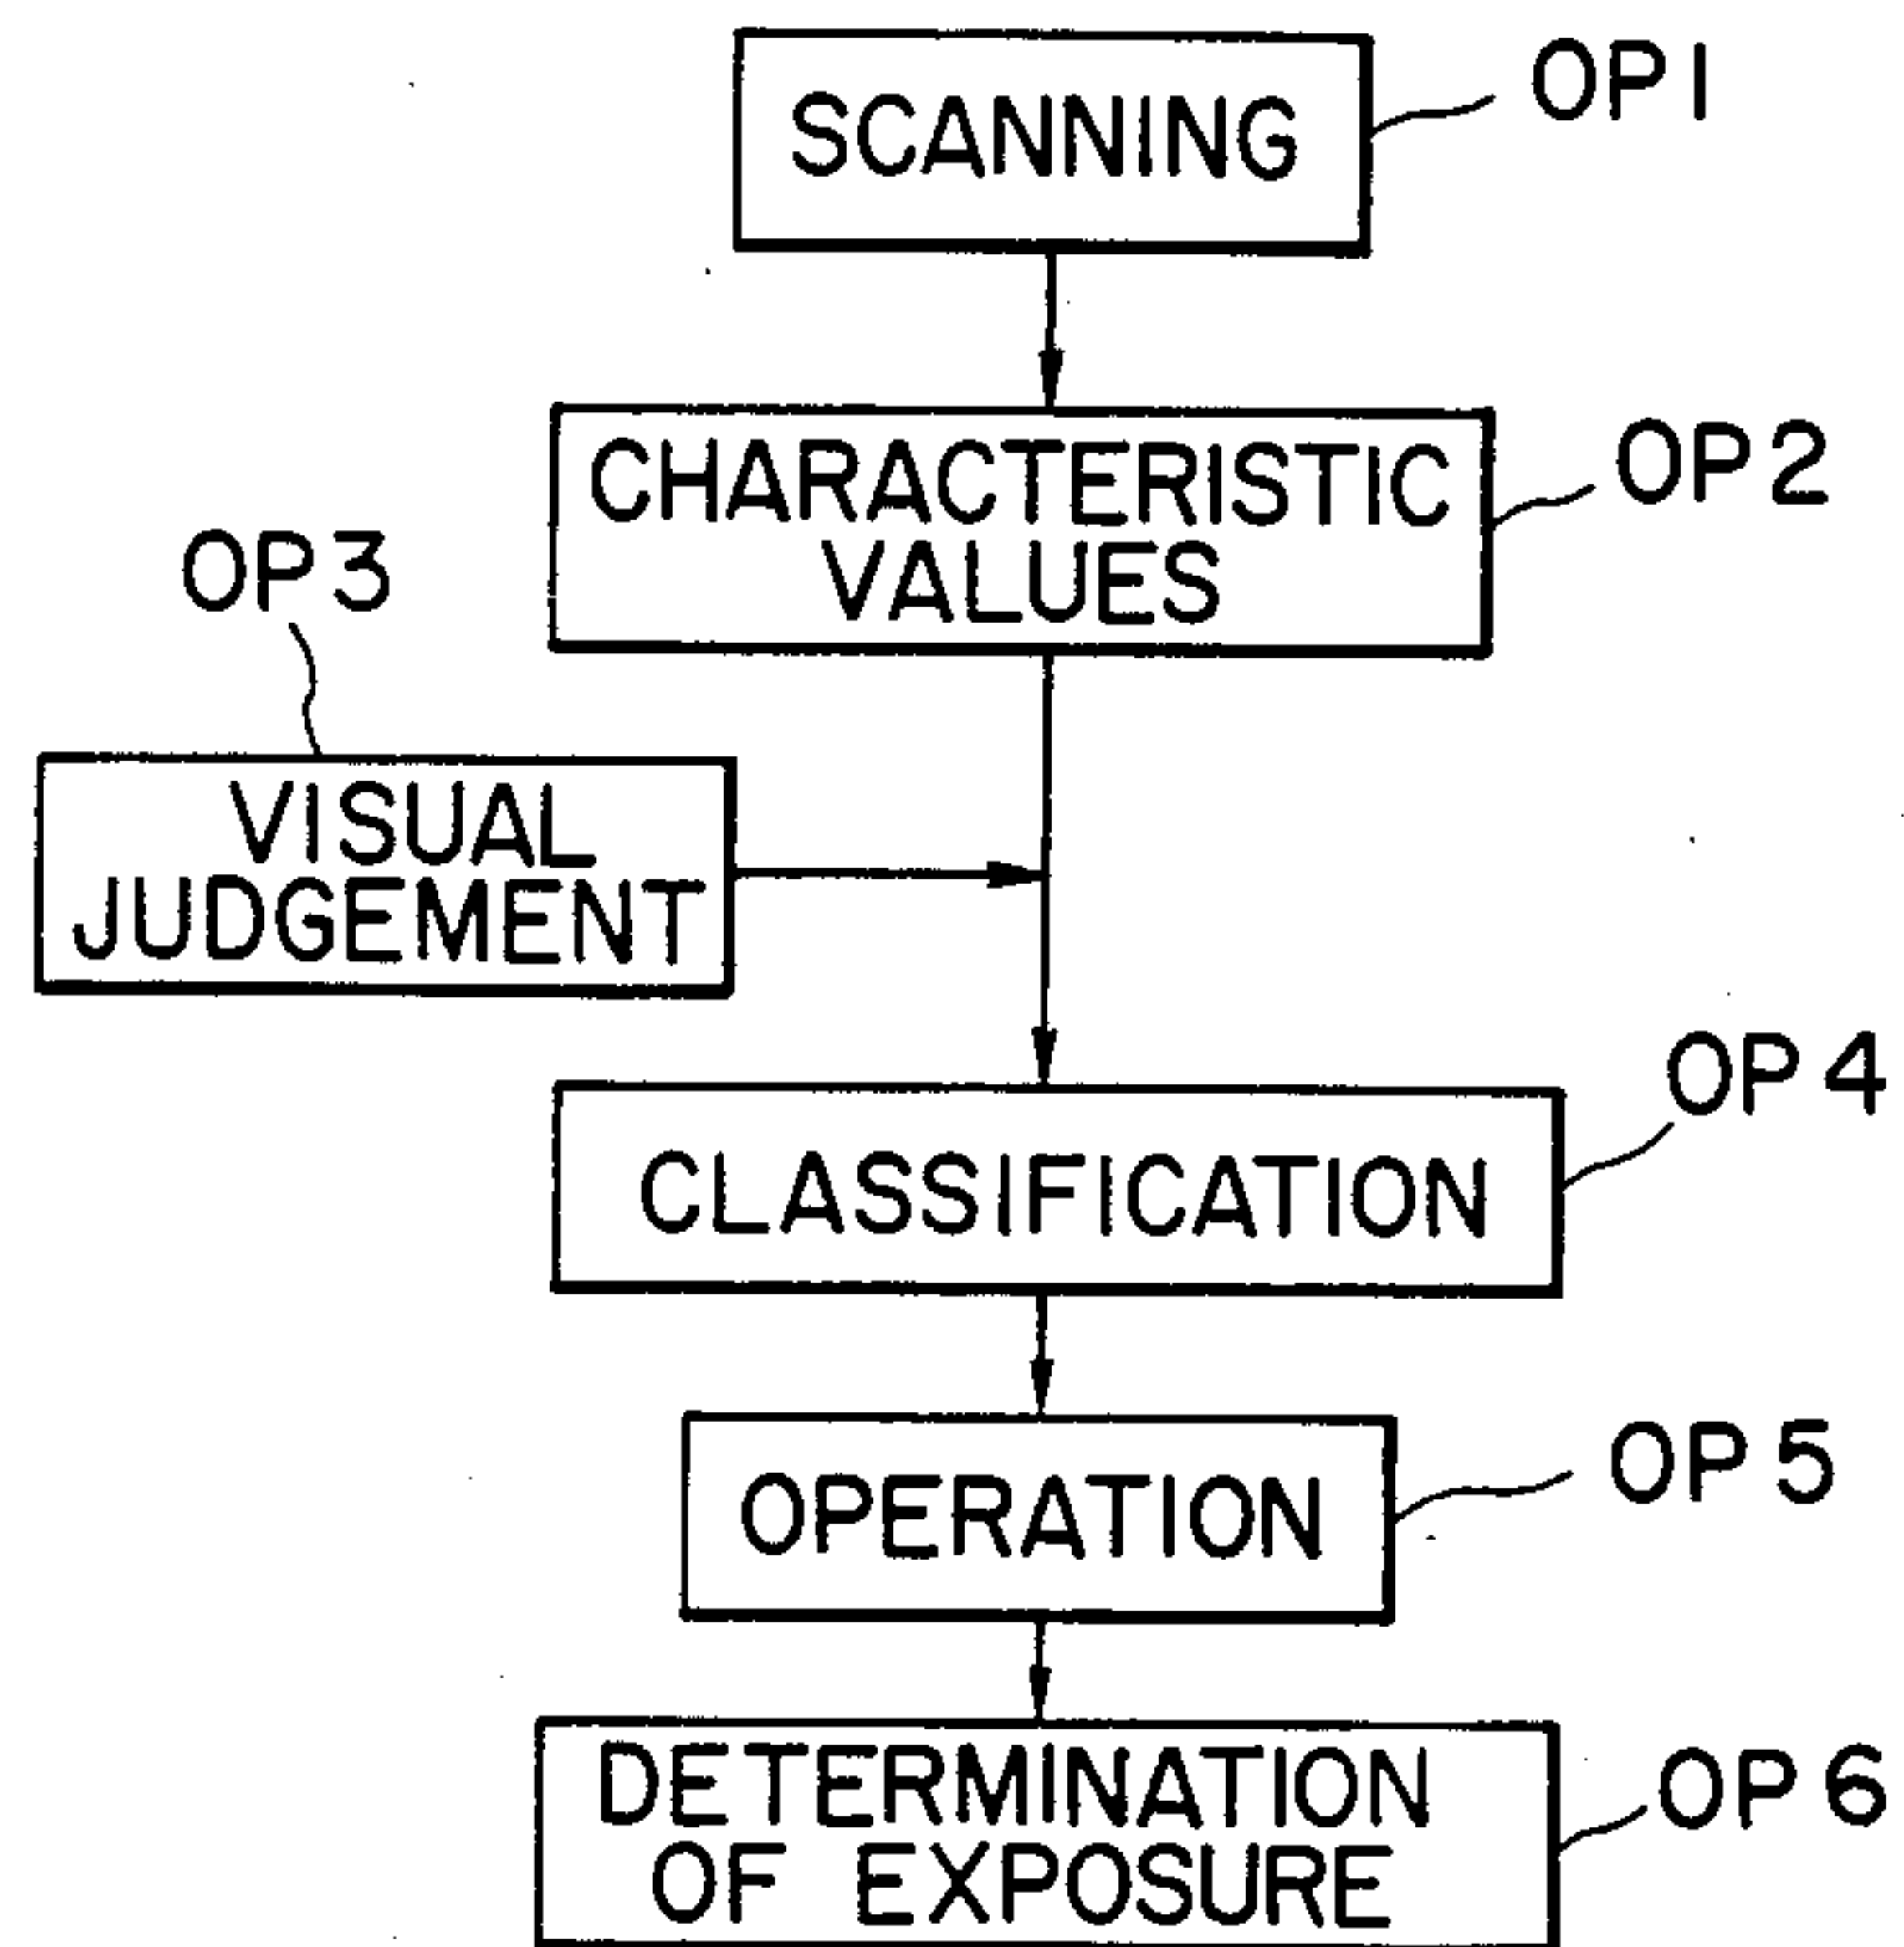 SCANNING
OP1
CHARACTERISTIC
VALUES
OP2
OP3
VISUAL
JUDGEMENT
CLASSIFICATION
OP4
OPERATION
OP5
DETERMINATION
OF EXPOSURE
OP6